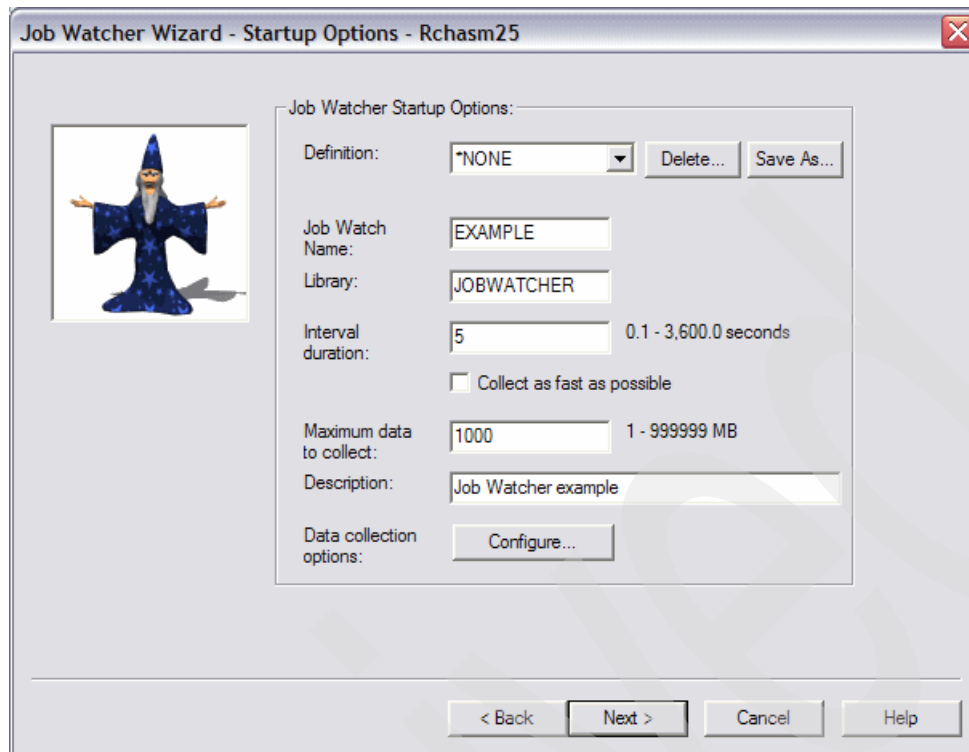 Job Watcher Wizard - Startup Options - Rchasm25
Job Watcher Startup Options:
Definition:
*NONE
Delete...
Save As...
Job Watch
Name:
EXAMPLE
Library:
JOBWATCHER
Interval
duration:
5
0.1 - 3,600.0 seconds
Collect as fast as possible
Maximum data
to collect:
1000
1 - 999999 MB
Description:
Job Watcher example
Data collection
options:
Configure...
< Back
Next >
Cancel
Help